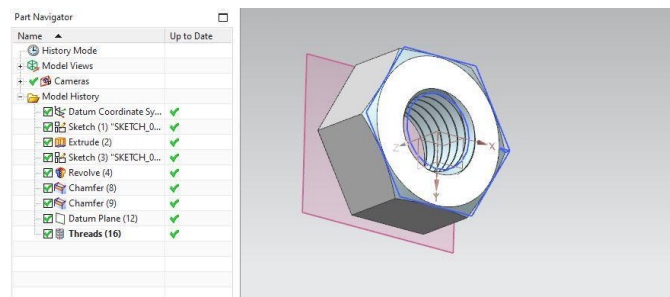 Part Navigator
Name Up to Date
History Mode
Model Views
Cameras
Model History
Datum Coordinate Sy...
Sketch (1) "SKETCH_0...
Extrude (2)
Sketch (3) "SKETCH_0...
Revolve (4)
Chamfer (8)
Chamfer (9)
Datum Plane (12)
Threads (16)
Z X
Y